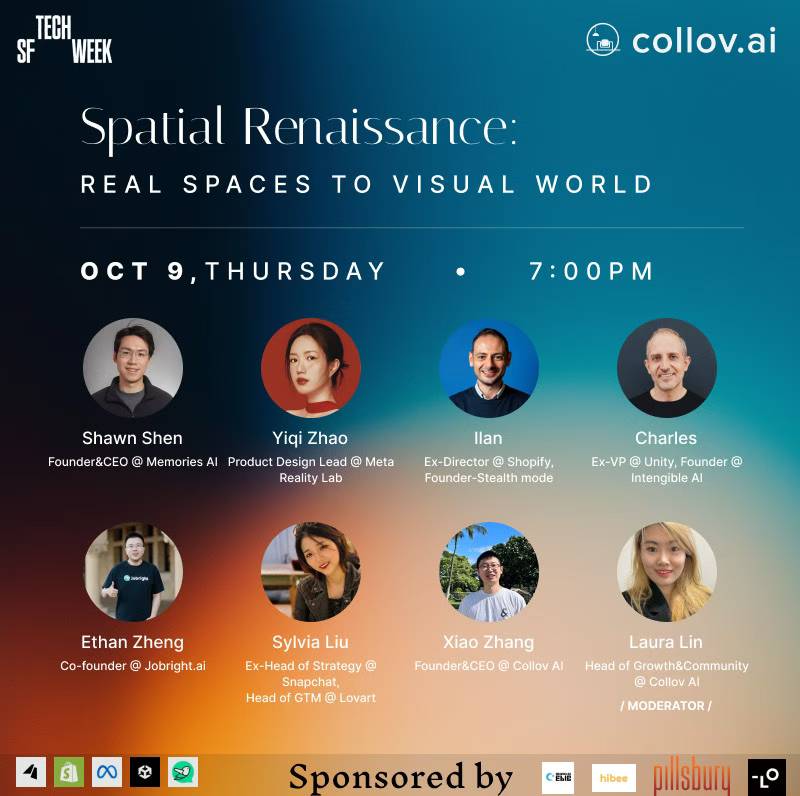 SF TECH WEEK
collov.ai
Spatial Renaissance:
REAL SPACES TO VISUAL WORLD
OCT 9,THURSDAY • 7:00PM
Shawn Shen
Founder&CEO @ Memories AI
Yiqi Zhao
Product Design Lead @ Meta
Reality Lab
Ilan
Ex-Director @ Shopify,
Founder-Stealth mode
Charles
Ex-VP @ Unity, Founder @
Intengible AI
Jobright
Ethan Zheng
Co-founder @ Jobright.ai
Sylvia Liu
Ex-Head of Strategy @
Snapchat,
Head of GTM @ Lovart
Xiao Zhang
Founder&CEO @ Collov AI
Laura Lin
Head of Growth&Community
@ Collov AI
/ MODERATOR /
Sponsored by
hibee
pillsbury
-LO